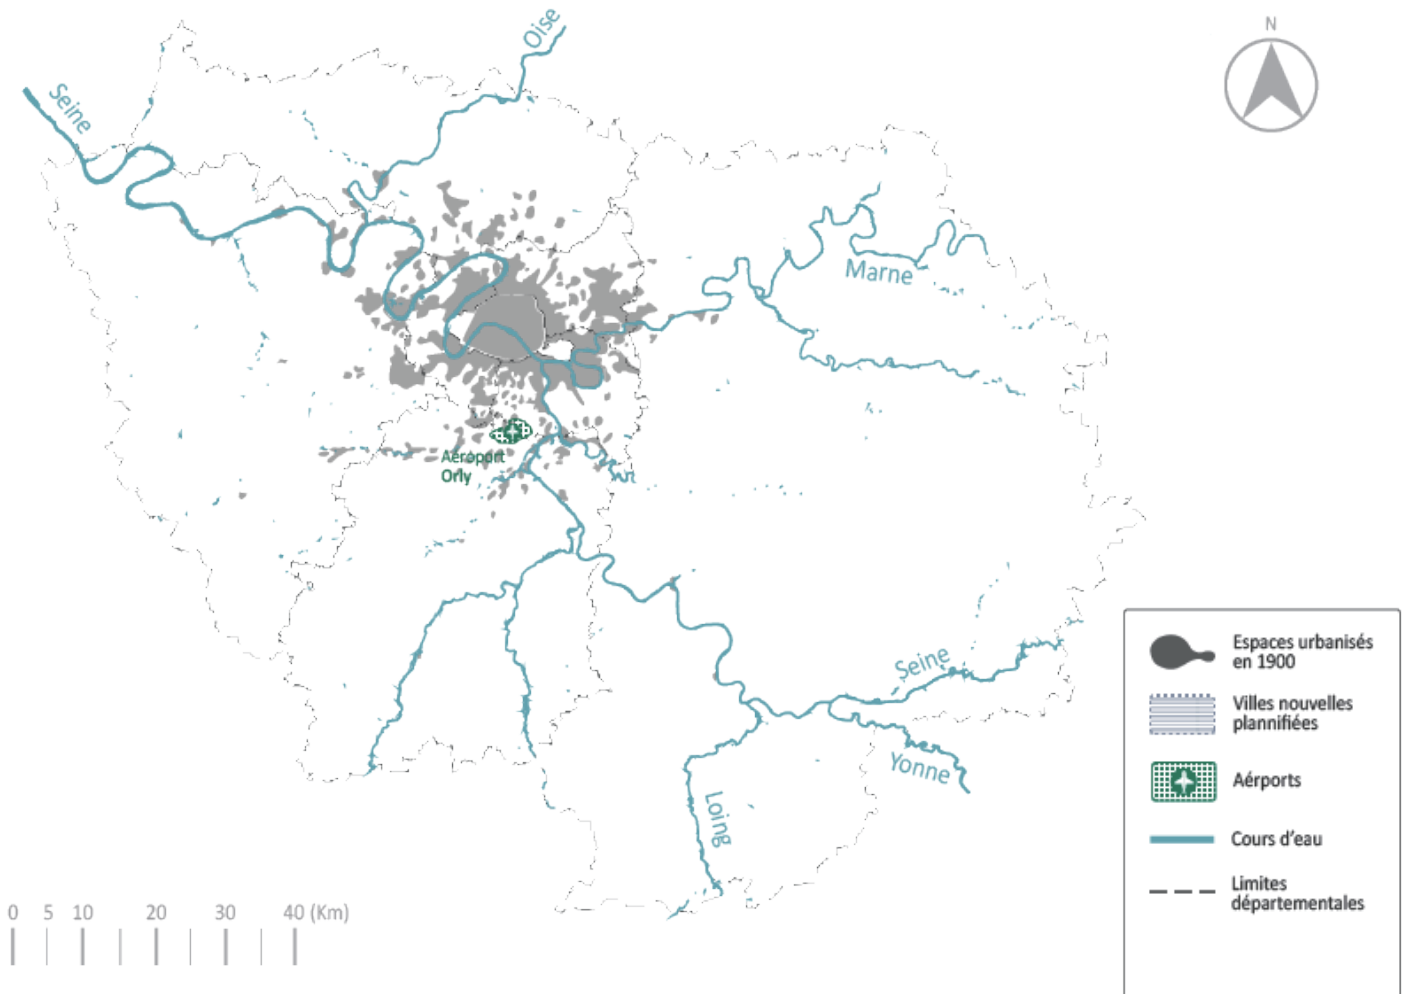 Oise
N
Seine
Marne
Aéroport
Orly
Seine
Yonne
Loing
Espaces urbanisés
en 1900
Villes nouvelles
plannifiées
Aérports
Cours d'eau
Limites
départementales
0 5 10 20 30 40 (Km)